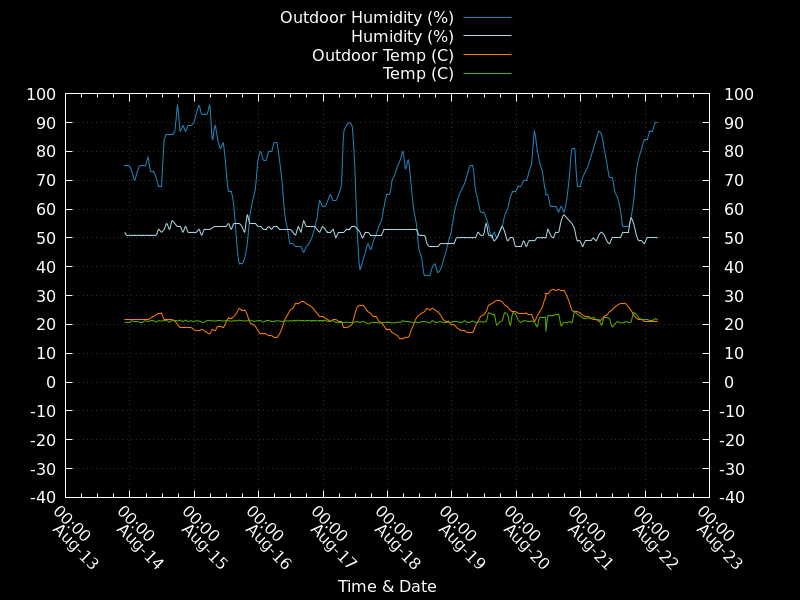 Outdoor Humidity (%)
Humidity (%)
Outdoor Temp (C)
Temp (C)
100 100
90 90
80 80
70 70
60 60
50 50
40 40
30 30
20 20
10 10
0 0
-10 -10
-20 -20
-30 -30
-40 -40
00:00 Aug-13
00:00 Aug-14
00:00 Aug-15
00:00 Aug-16
00:00 Aug-17
00:00 Aug-18
00:00 Aug-19
00:00 Aug-20
00:00 Aug-21
00:00 Aug-22
00:00 Aug-23
Time & Date